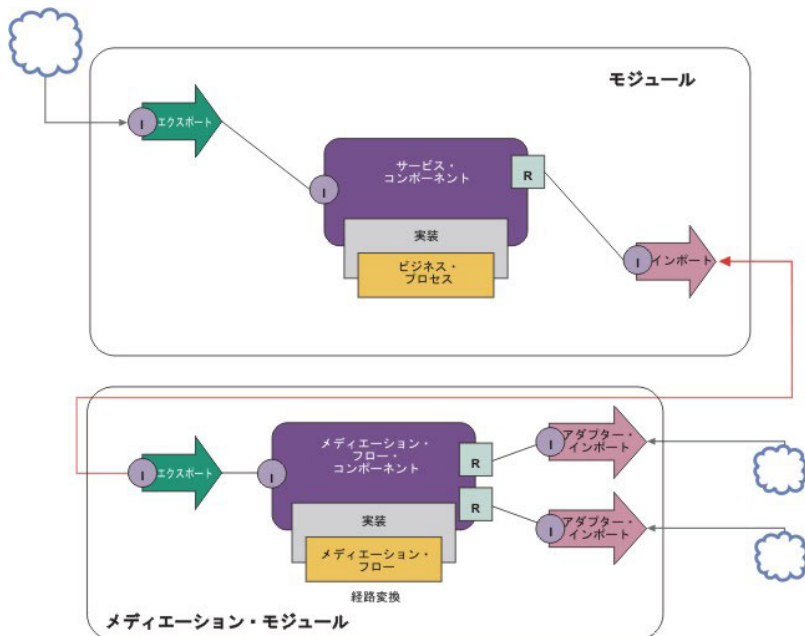 モジュール
I
エクスポート
I
サービス・
コンポーネント
R
実装
ビジネス・
プロセス
I
インポート
I
エクスポート
I
メディエーション・
フロー・
コンポーネント
R
R
実装
メディエーション・
フロー
経路変換
I
アダプター・
インポート
I
アダプター・
インポート
メディエーション・モジュール